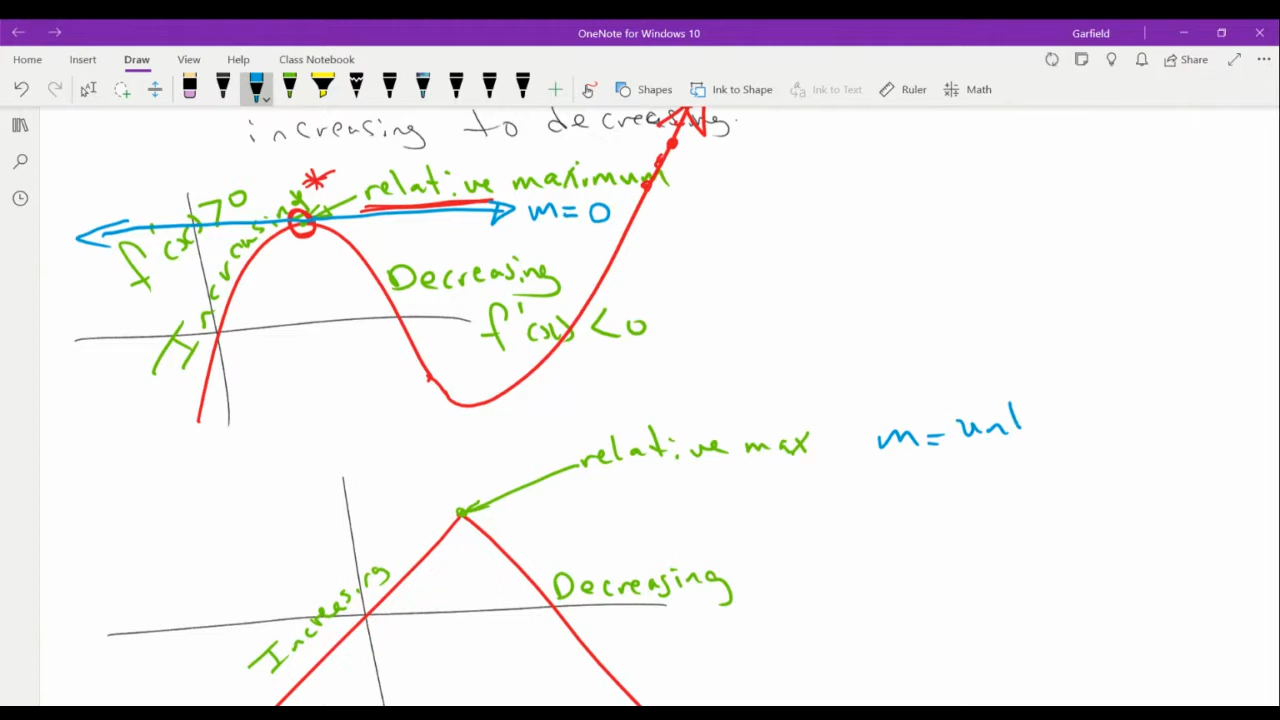 OneNote for Windows 10
Garfield
Home Insert Draw View Help Class Notebook
Share
Shapes Ink to Shape Ink to Text Ruler Math
increasing to decreasing.
relative maximum
m = 0
f'(x) > 0
Increasing
Decreasing
f'(x) < 0
relative max
m =
Increasing
Decreasing